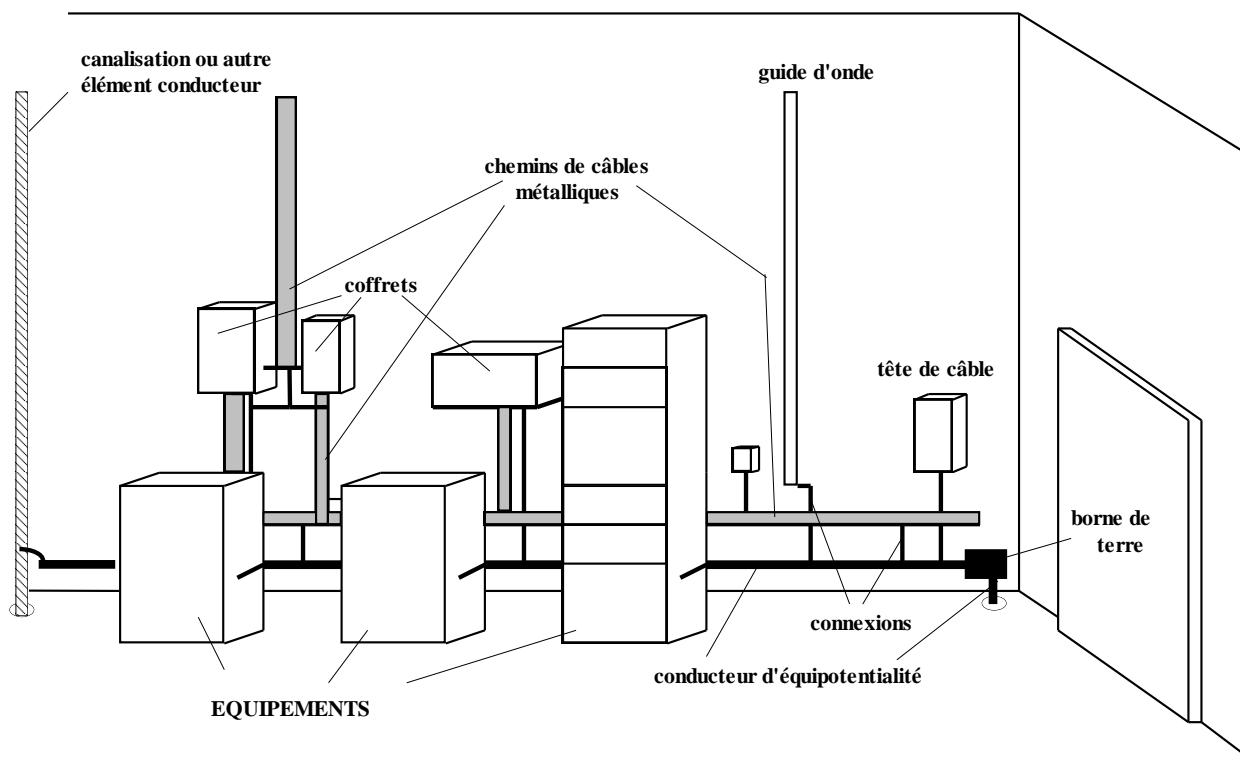 canalisation ou autre
élément conducteur
guide d'onde
chemins de câbles
métalliques
coffrets
tête de câble
borne de
terre
connexions
conducteur d'équipotentialité
EQUIPEMENTS